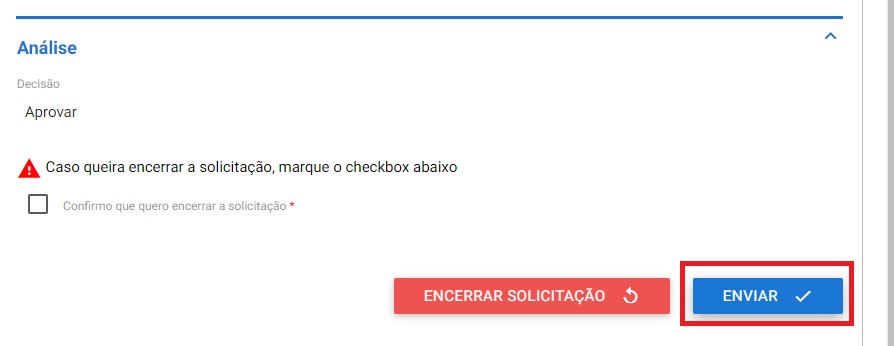 Análise
Decisão
Aprovar
Caso queira encerrar a solicitação, marque o checkbox abaixo
Confirmo que quero encerrar a solicitação *
ENCERRAR SOLICITAÇÃO
ENVIAR